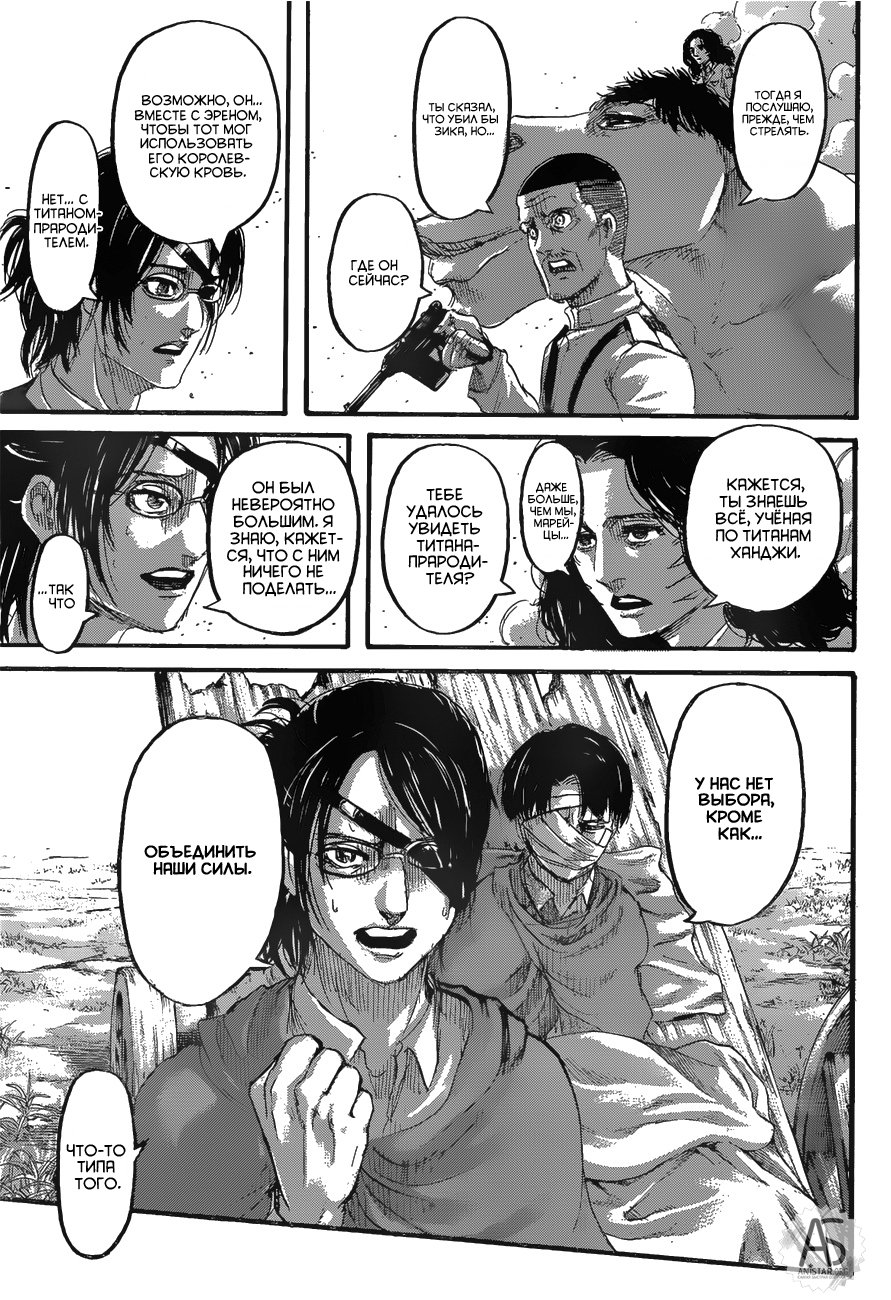 ТОГДА Я
ПОСЛУШАЮ,
ПРЕЖДЕ, ЧЕМ
СТРЕЛЯТЬ.
ТЫ СКАЗАЛ,
ЧТО УБИЛ БЫ
ЗИКА, НО...
ГДЕ ОН
СЕЙЧАС?
ВОЗМОЖНО, ОН...
ВМЕСТЕ С ЭРЕНОМ,
ЧТОБЫ ТОТ МОГ
ИСПОЛЬЗОВАТЬ
ЕГО КОРОЛЕВ-
СКУЮ КРОВЬ.
НЕТ... С
ТИТАНОМ-
ПРАРОДИ-
ТЕЛЕМ.
КАЖЕТСЯ,
ТЫ ЗНАЕШЬ
ВСЁ, УЧЁНАЯ
ПО ТИТАНАМ
ХАНДЖИ.
ДАЖЕ
БОЛЬШЕ,
ЧЕМ МЫ,
МАРЕЙ-
ЦЫ...
ТЕБЕ
УДАЛОСЬ
УВИДЕТЬ
ТИТАНА-
ПРАРОДИ-
ТЕЛЯ?
ОН БЫЛ
НЕВЕРОЯТНО
БОЛЬШИМ. Я
ЗНАЮ, КАЖЕТ-
СЯ, ЧТО С НИМ
НИЧЕГО НЕ
ПОДЕЛАТЬ...
...ТАК
ЧТО
У НАС НЕТ
ВЫБОРА,
КРОМЕ
КАК...
ОБЪЕДИНИТЬ
НАШИ СИЛЫ.
ЧТО-ТО
ТИПА
ТОГО.
AS
ANISTAR.ORG